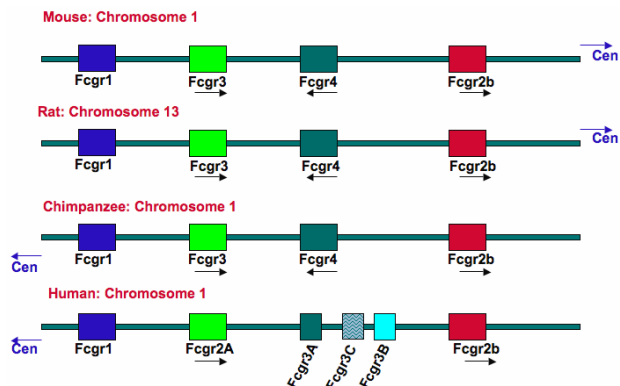 Mouse: Chromosome 1
Cen
Fcgr1 Fcgr3 Fcgr4 Fcgr2b
Rat: Chromosome 13
Cen
Fcgr1 Fcgr3 Fcgr4 Fcgr2b
Chimpanzee: Chromosome 1
Cen
Fcgr1 Fcgr3 Fcgr4 Fcgr2b
Human: Chromosome 1
Cen
Fcgr1 Fcgr2A Fcgr3A Fcgr3C Fcgr3B Fcgr2b